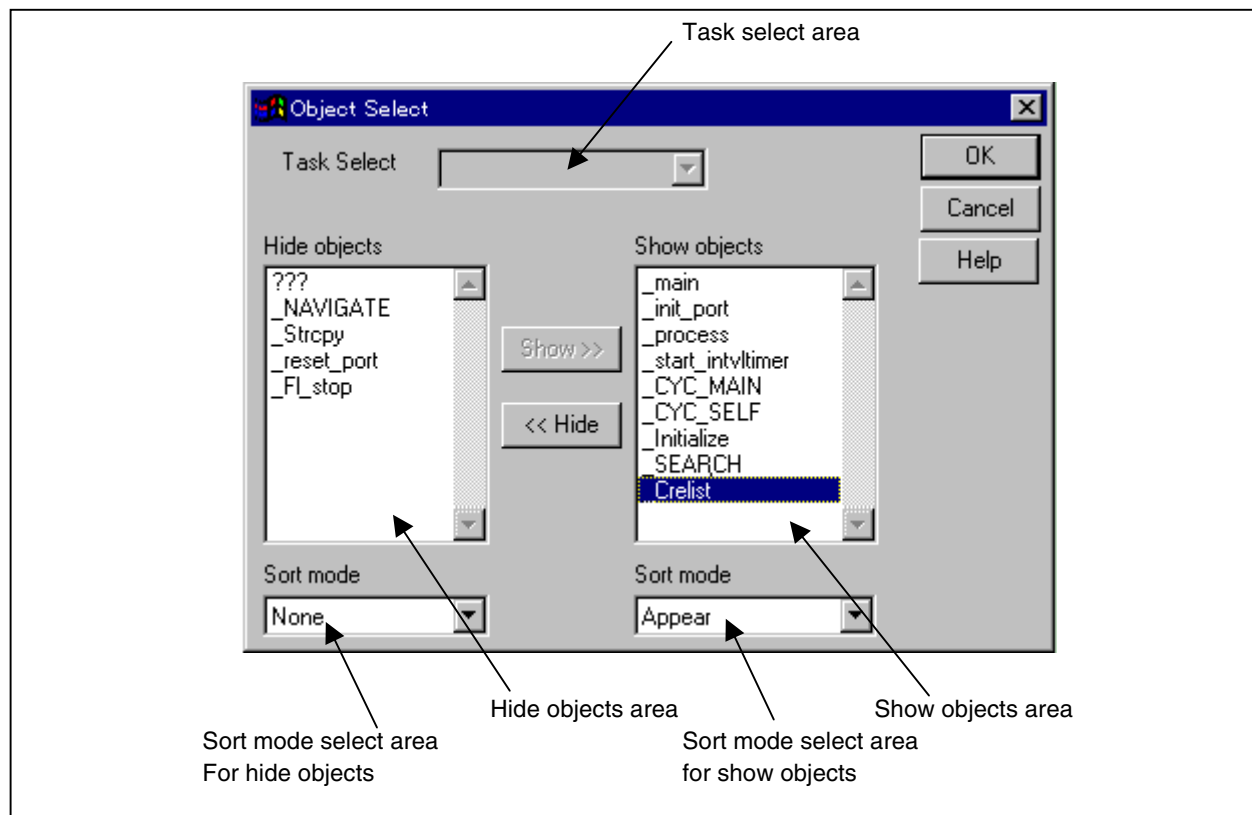 Task select area
Object Select
Task Select
OK
Cancel
Help
Hide objects
???
_NAVIGATE
_Strcpy
_reset_port
_FI_stop
Show >>
<< Hide
Show objects
_main
_init_port
_process
_start_intvltimer
_CYC_MAIN
_CYC_SELF
_Initialize
_SEARCH
_Crelist
Sort mode
None
Sort mode
Appear
Hide objects area
Show objects area
Sort mode select area
For hide objects
Sort mode select area
for show objects